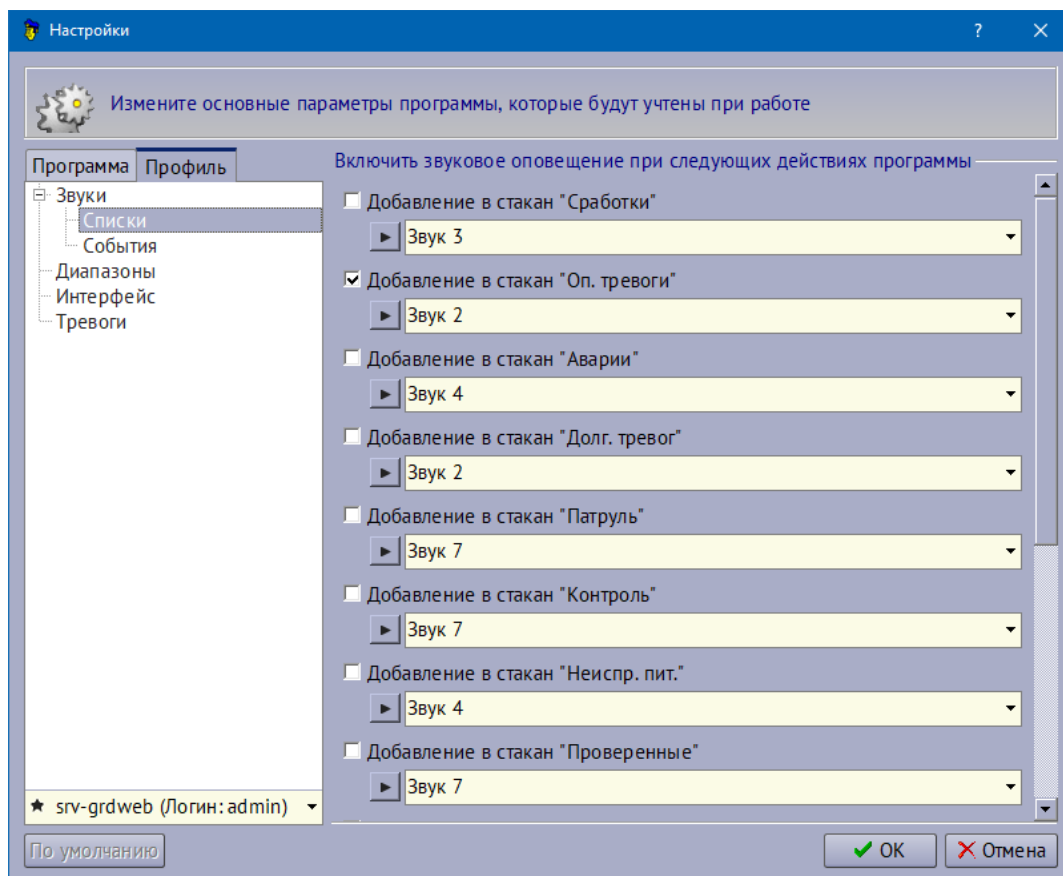 Настройки
?
Измените основные параметры программы, которые будут учтены при работе
Программа
Профиль
Звуки
Списки
События
Диапазоны
Интерфейс
Тревоги
srv-grdweb (Логин: admin)
Включить звуковое оповещение при следующих действиях программы
Добавление в стакан "Сработки"
Звук 3
Добавление в стакан "Оп. тревоги"
Звук 2
Добавление в стакан "Аварии"
Звук 4
Добавление в стакан "Долг. тревог"
Звук 2
Добавление в стакан "Патруль"
Звук 7
Добавление в стакан "Контроль"
Звук 7
Добавление в стакан "Неиспр. пит."
Звук 4
Добавление в стакан "Проверенные"
Звук 7
По умолчанию
OK
Отмена